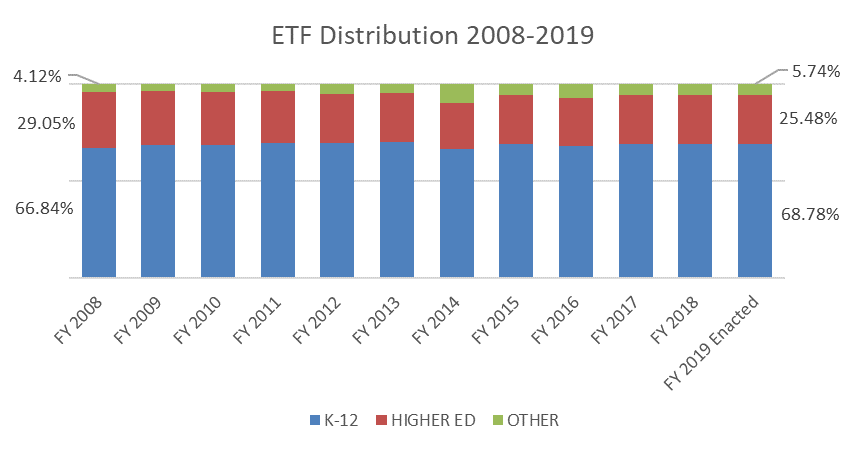 ETF Distribution 2008-2019
4.12%
5.74%
29.05%
25.48%
66.84%
68.78%
FY 2008
FY 2009
FY 2010
FY 2011
FY 2012
FY 2013
FY 2014
FY 2015
FY 2016
FY 2017
FY 2018
FY 2019 Enacted
K-12
HIGHER ED
OTHER